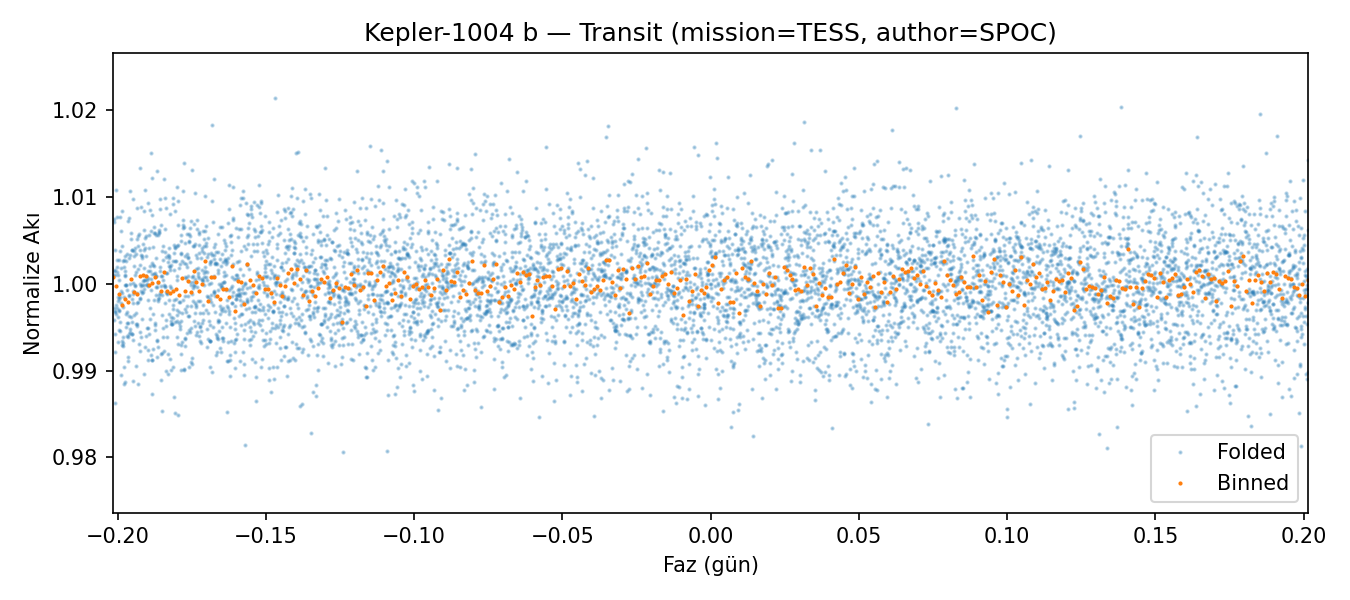 Kepler-1004 b — Transit (mission=TESS, author=SPOC)
Normalize Akı
1.02
1.01
1.00
0.99
0.98
Folded
Binned
−0.20
−0.15
−0.10
−0.05
0.00
0.05
0.10
0.15
0.20
Faz (gün)